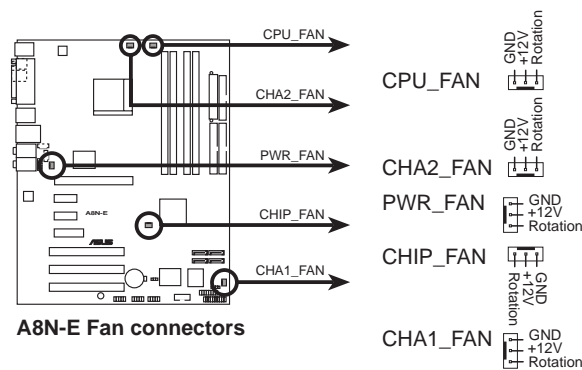 CPU_FAN
CHA2_FAN
PWR_FAN
CHIP_FAN
CHA1_FAN
A8N-E
ASUS
A8N-E Fan connectors
CPU_FAN
GND
+12V
Rotation
CHA2_FAN
GND
+12V
Rotation
PWR_FAN
GND
+12V
Rotation
CHIP_FAN
Rotation
+12V
GND
CHA1_FAN
GND
+12V
Rotation